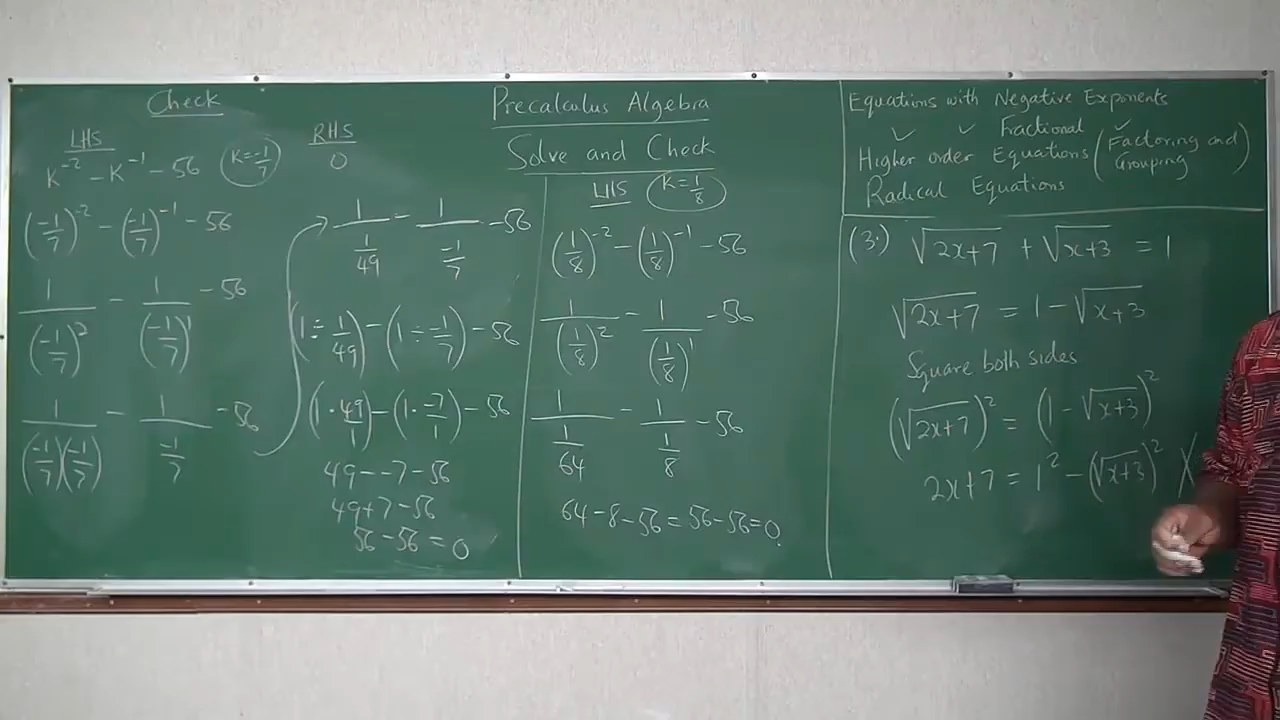 Check
LHS
K^-2 - K^-1 - 56 (K = -1/7)
(-1/7)^-2 - (-1/7)^-1 - 56
1/(-1/7)^2 - 1/(-1/7)^1 - 56
1/((-1/7)(-1/7)) - 1/(-1/7) - 56
RHS
0
1/(1/49) - 1/(-1/7) - 56
(1 ÷ 1/49) - (1 ÷ -1/7) - 56
(1 · 49/1) - (1 · -7/1) - 56
49 - -7 - 56
49 + 7 - 56
56 - 56 = 0
Precalculus Algebra
Solve and Check
LHS (K = 1/8)
(1/8)^-2 - (1/8)^-1 - 56
1/(1/8)^2 - 1/(1/8)^1 - 56
1/(1/64) - 1/(1/8) - 56
64 - 8 - 56 = 56 - 56 = 0
Equations with Negative Exponents
✓ ✓ Fractional ✓
Higher order Equations (Factoring and Grouping)
Radical Equations
(3.) √(2x+7) + √(x+3) = 1
√(2x+7) = 1 - √(x+3)
Square both sides
(√(2x+7))^2 = (1 - √(x+3))^2
2x+7 = 1^2 - (√(x+3))^2 X